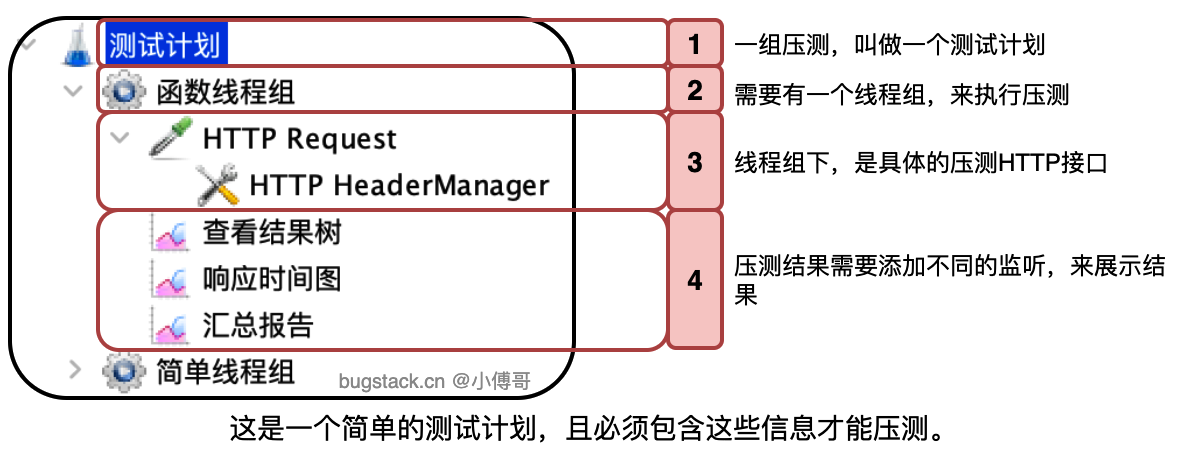 测试计划
1
一组压测，叫做一个测试计划
函数线程组
2
需要有一个线程组，来执行压测
HTTP Request
HTTP HeaderManager
3
线程组下，是具体的压测HTTP接口
查看结果树
响应时间图
汇总报告
4
压测结果需要添加不同的监听，来展示结
果
简单线程组
bugstack.cn @小傅哥
这是一个简单的测试计划，且必须包含这些信息才能压测。